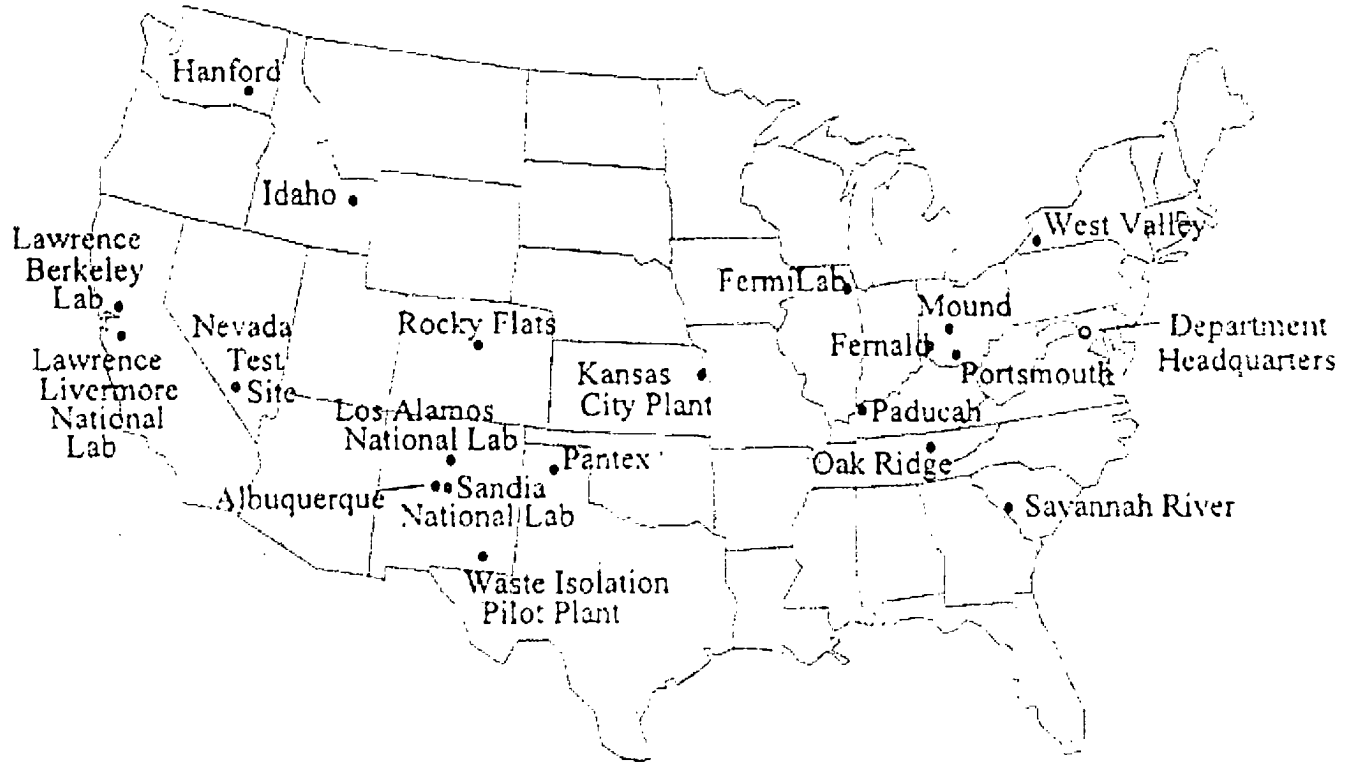 Hanford
Idaho
Lawrence
Berkeley
Lab
Lawrence
Livermore
National
Lab
Nevada
Test
Site
Rocky Flats
Los Alamos
National Lab
Albuquerque
Sandia
National Lab
Waste Isolation
Pilot Plant
Pantex
Kansas
City Plant
FermiLab
Mound
Fernald
Portsmouth
Paducah
Oak Ridge
Savannah River
West Valley
Department
Headquarters